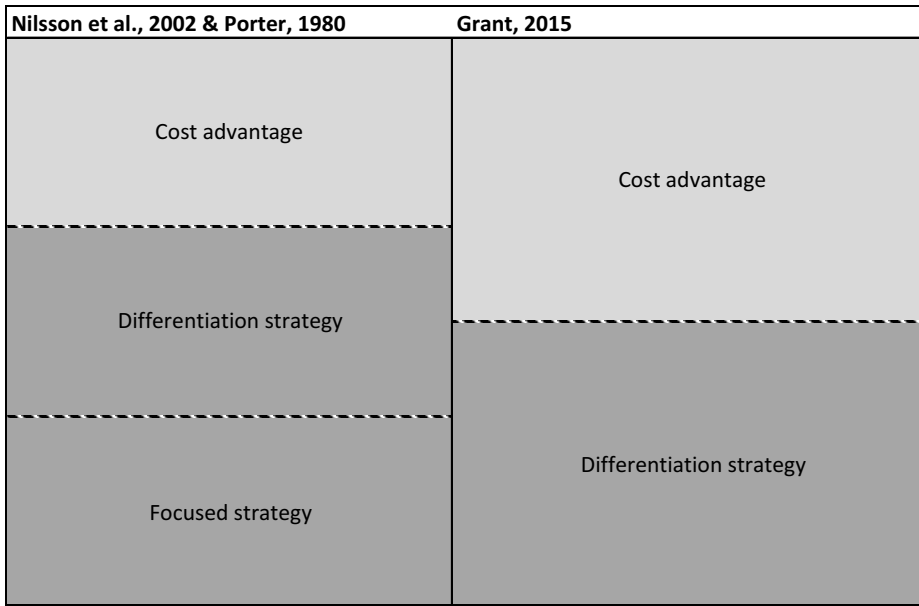 Nilsson et al., 2002 & Porter, 1980
Grant, 2015
Cost advantage
Cost advantage
Differentiation strategy
Differentiation strategy
Focused strategy